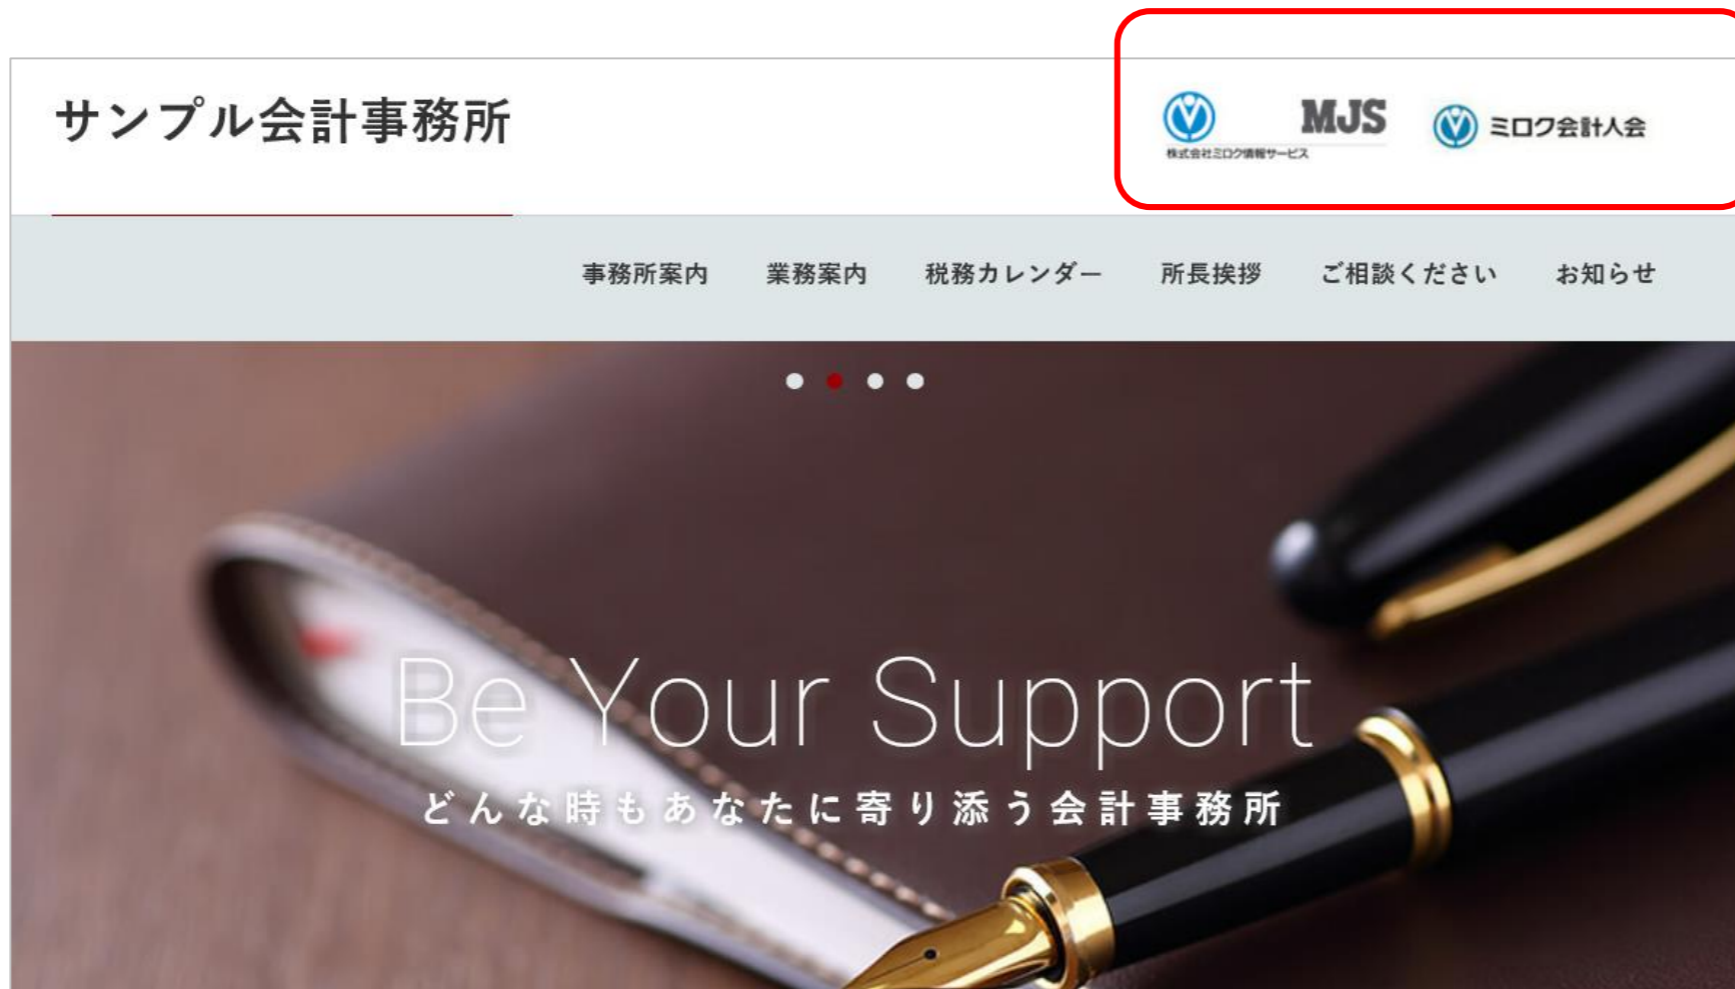 サンプル会計事務所
MJS
株式会社ミロク情報サービス
ミロク会計人会
事務所案内 業務案内 税務カレンダー 所長挨拶 ご相談ください お知らせ
Be Your Support
どんな時もあなたに寄り添う会計事務所